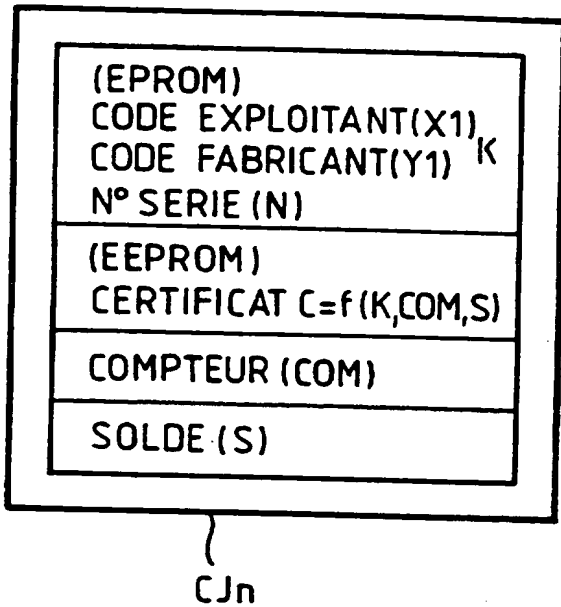 (EPROM)
CODE EXPLOITANT(X1)
CODE FABRICANT(Y1) K
N° SERIE (N)
(EEPROM)
CERTIFICAT C=f(K,COM,S)
COMPTEUR (COM)
SOLDE (S)
CJn